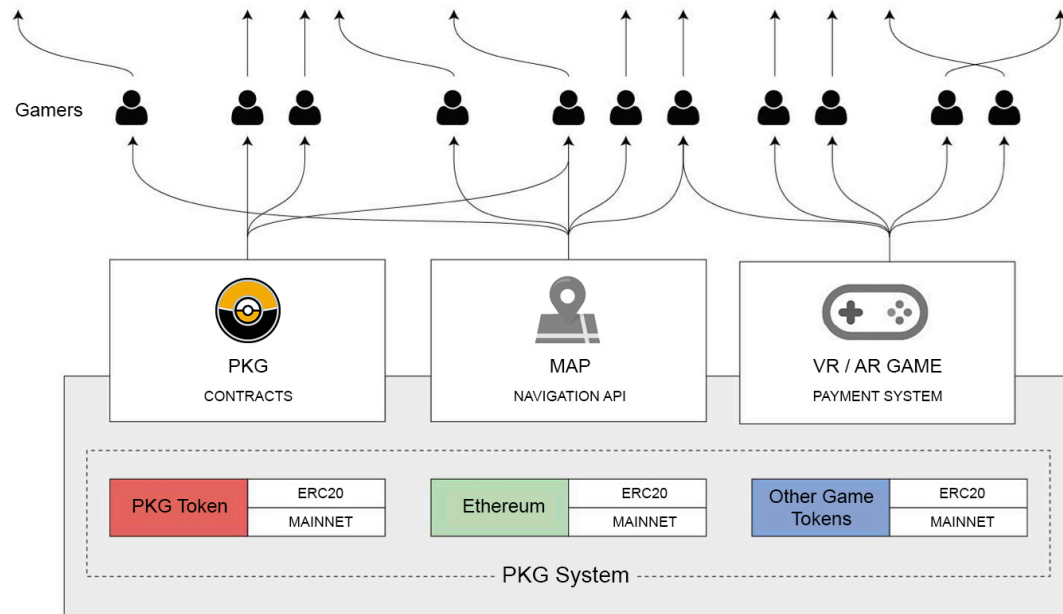 Gamers
PKG
CONTRACTS
MAP
NAVIGATION API
VR / AR GAME
PAYMENT SYSTEM
PKG Token
ERC20
MAINNET
Ethereum
ERC20
MAINNET
Other Game
Tokens
ERC20
MAINNET
PKG System